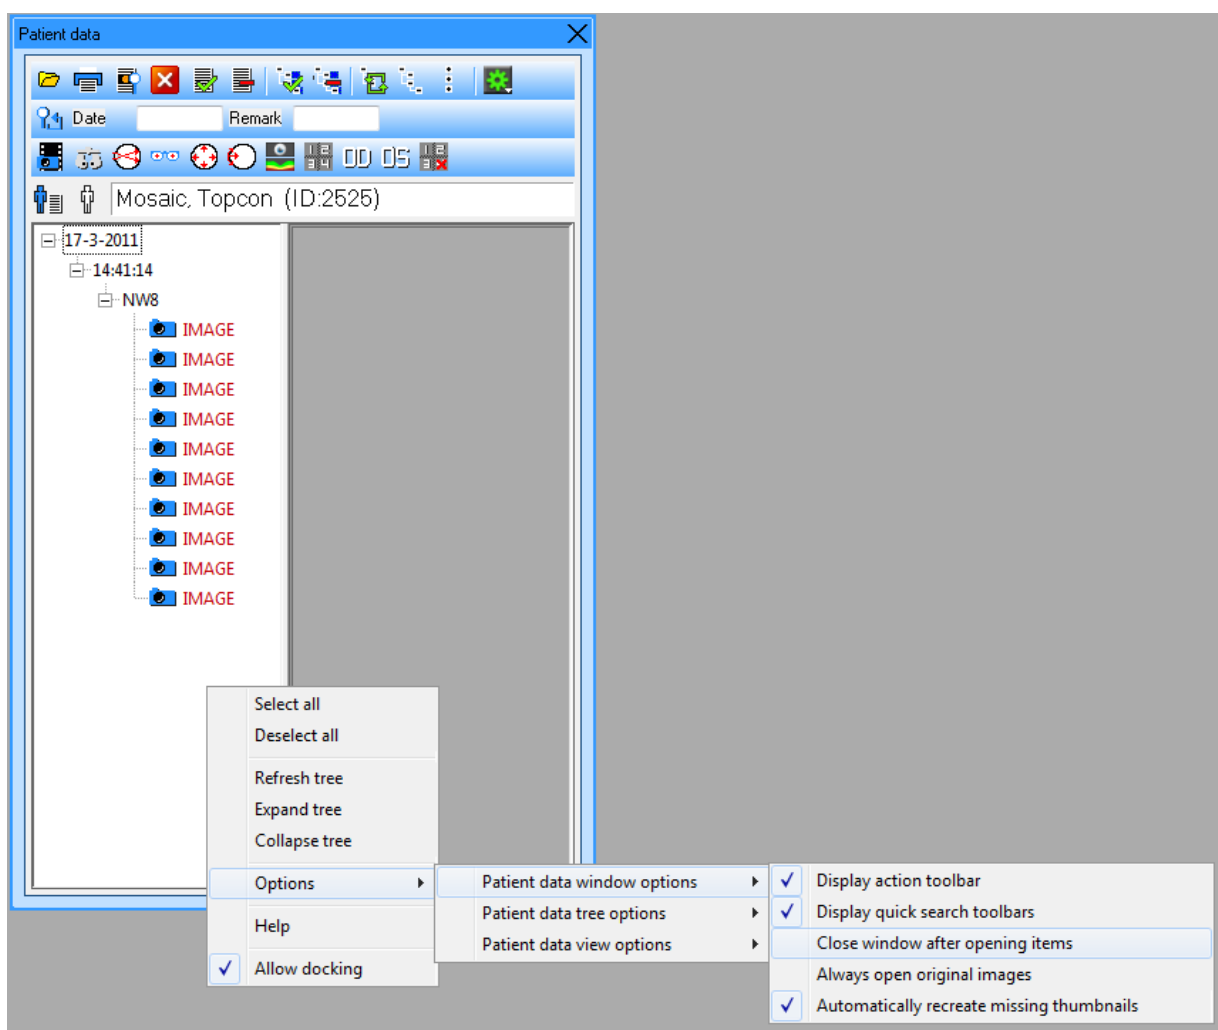 Patient data
Date Remark
OD OS
Mosaic, Topcon (ID:2525)
17-3-2011
14:41:14
NW8
IMAGE
IMAGE
IMAGE
IMAGE
IMAGE
IMAGE
IMAGE
IMAGE
IMAGE
IMAGE
Select all
Deselect all
Refresh tree
Expand tree
Collapse tree
Options
Help
Allow docking
Patient data window options
Patient data tree options
Patient data view options
Display action toolbar
Display quick search toolbars
Close window after opening items
Always open original images
Automatically recreate missing thumbnails